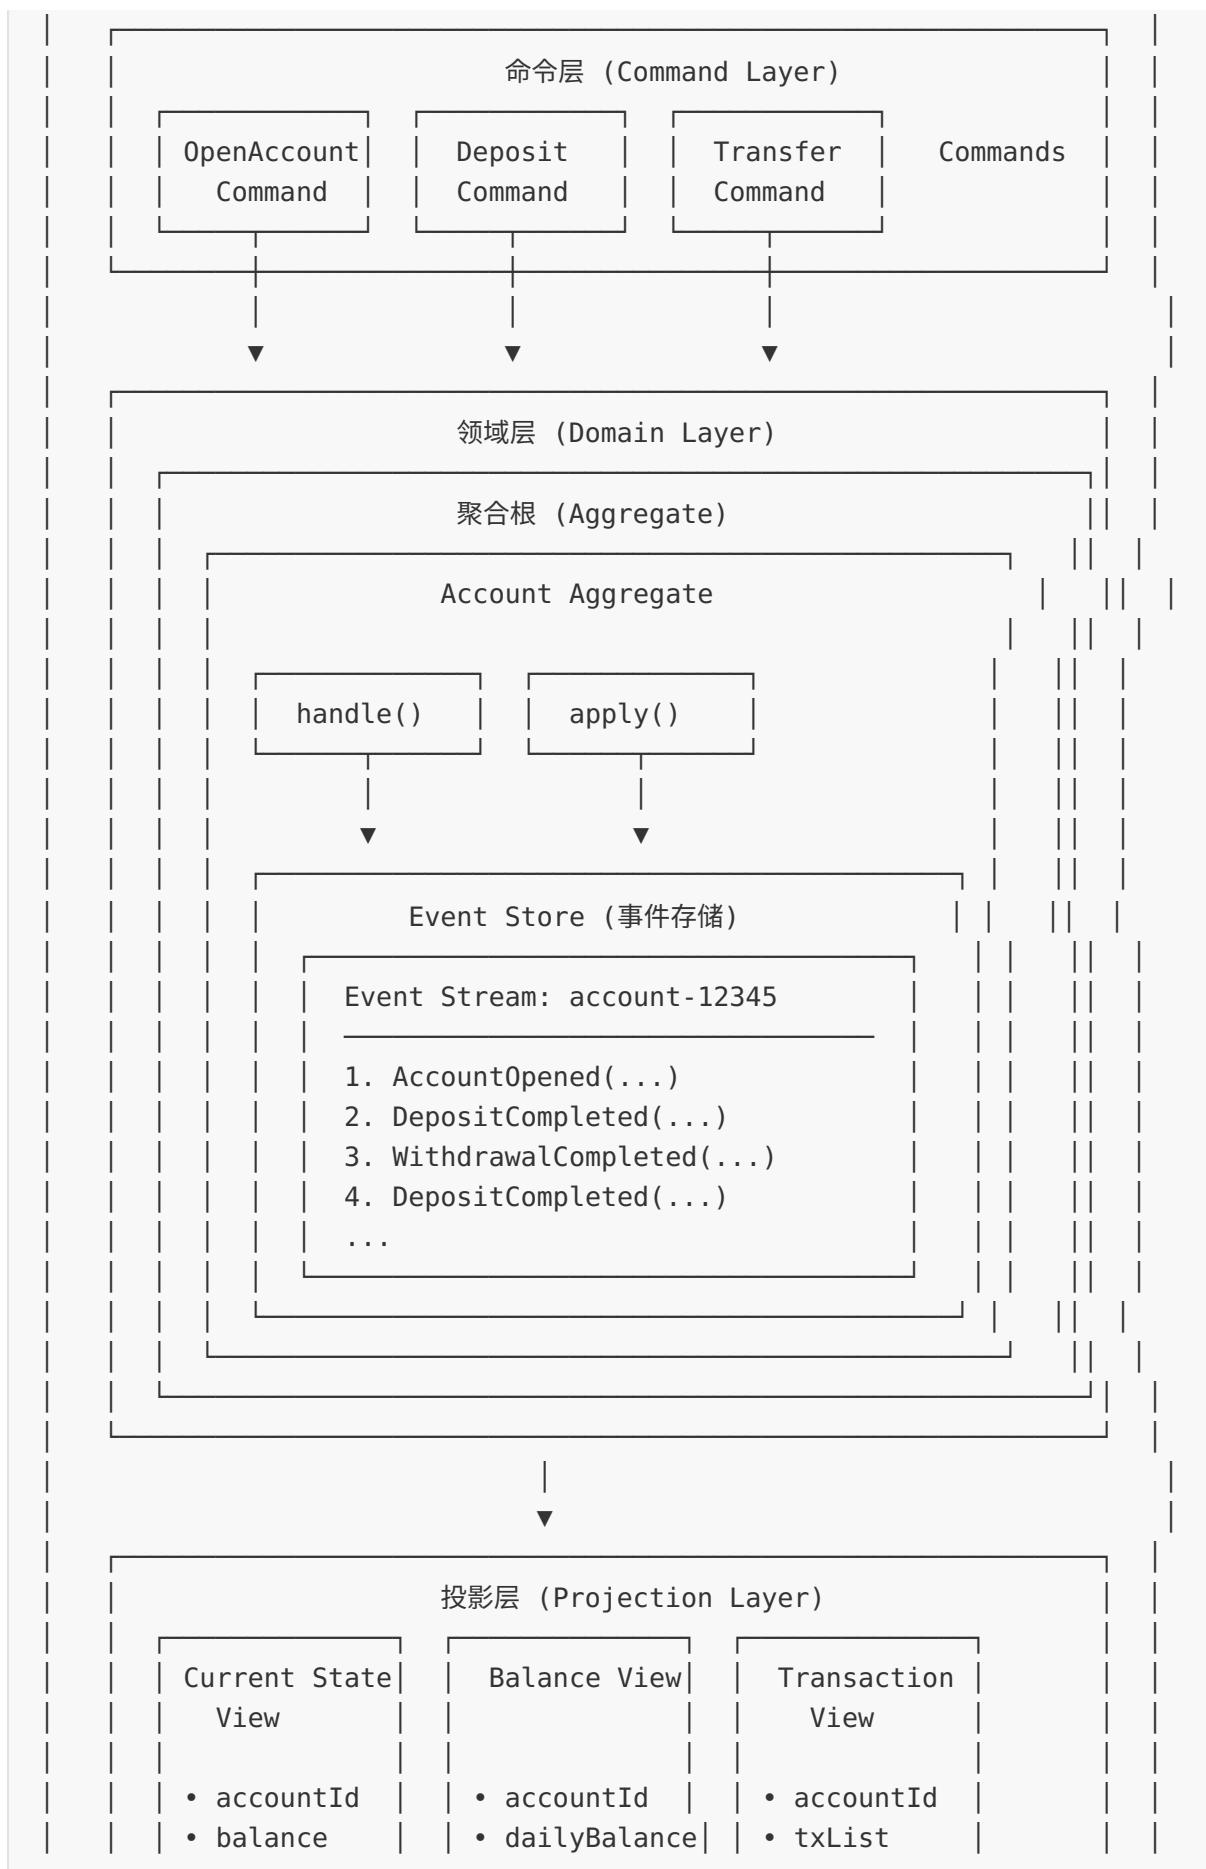 命令层 (Command Layer)
OpenAccount Deposit Transfer Commands
Command Command Command
领域层 (Domain Layer)
聚合根 (Aggregate)
Account Aggregate
handle() apply()
Event Store (事件存储)
Event Stream: account-12345
1. AccountOpened(...)
2. DepositCompleted(...)
3. WithdrawalCompleted(...)
4. DepositCompleted(...)
...
投影层 (Projection Layer)
Current State Balance View Transaction
View View
• accountId • accountId • accountId
• balance • dailyBalance • txList